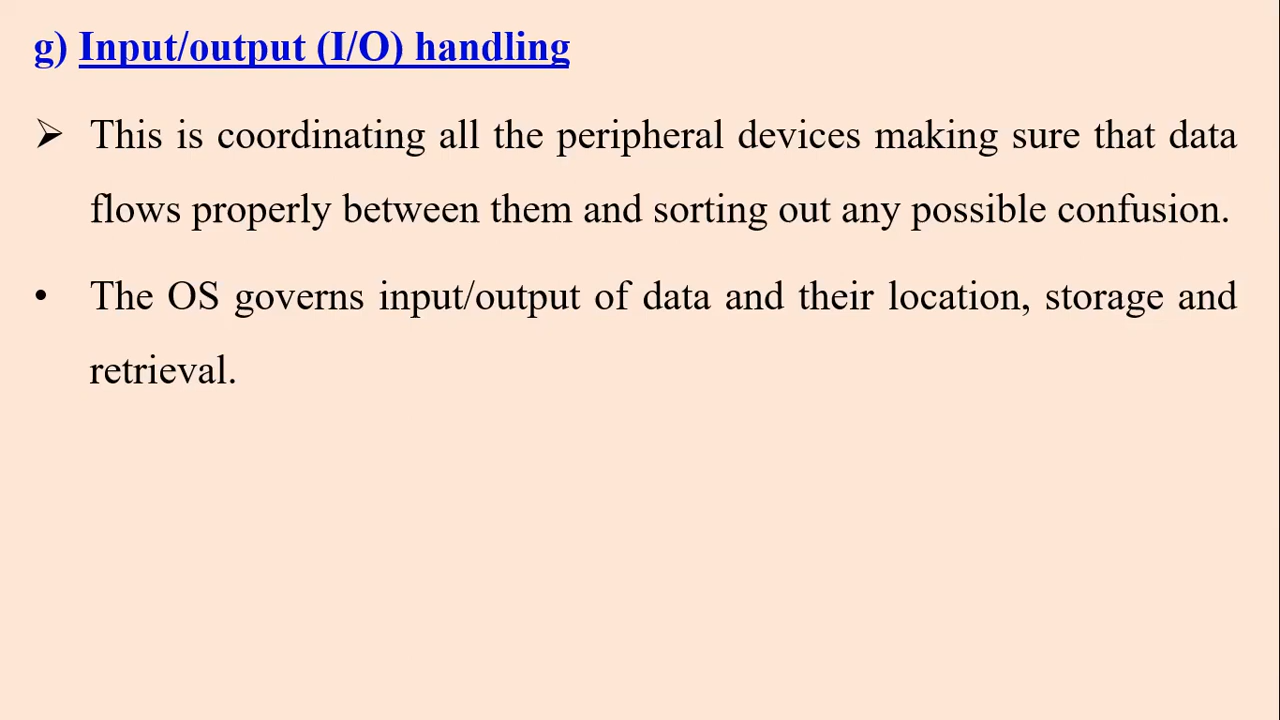 g) Input/output (I/O) handling
➢ This is coordinating all the peripheral devices making sure that data
flows properly between them and sorting out any possible confusion.
• The OS governs input/output of data and their location, storage and
retrieval.